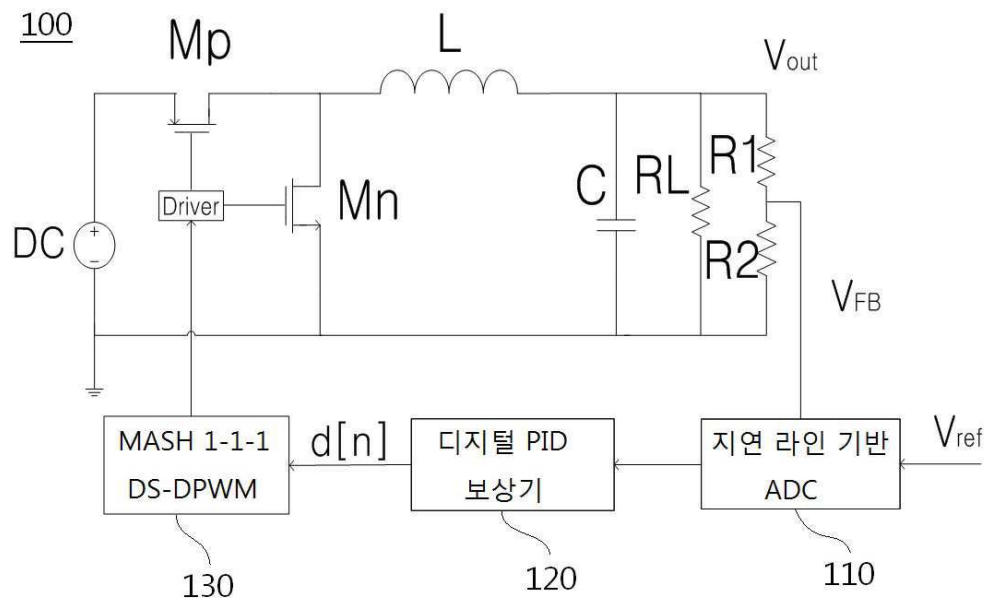 100
Mp
L
Vout
Driver
Mn
C
RL
R1
R2
DC
+
−
VFB
MASH 1-1-1
DS-DPWM
d[n]
디지털 PID
보상기
지연 라인 기반
ADC
Vref
130
120
110